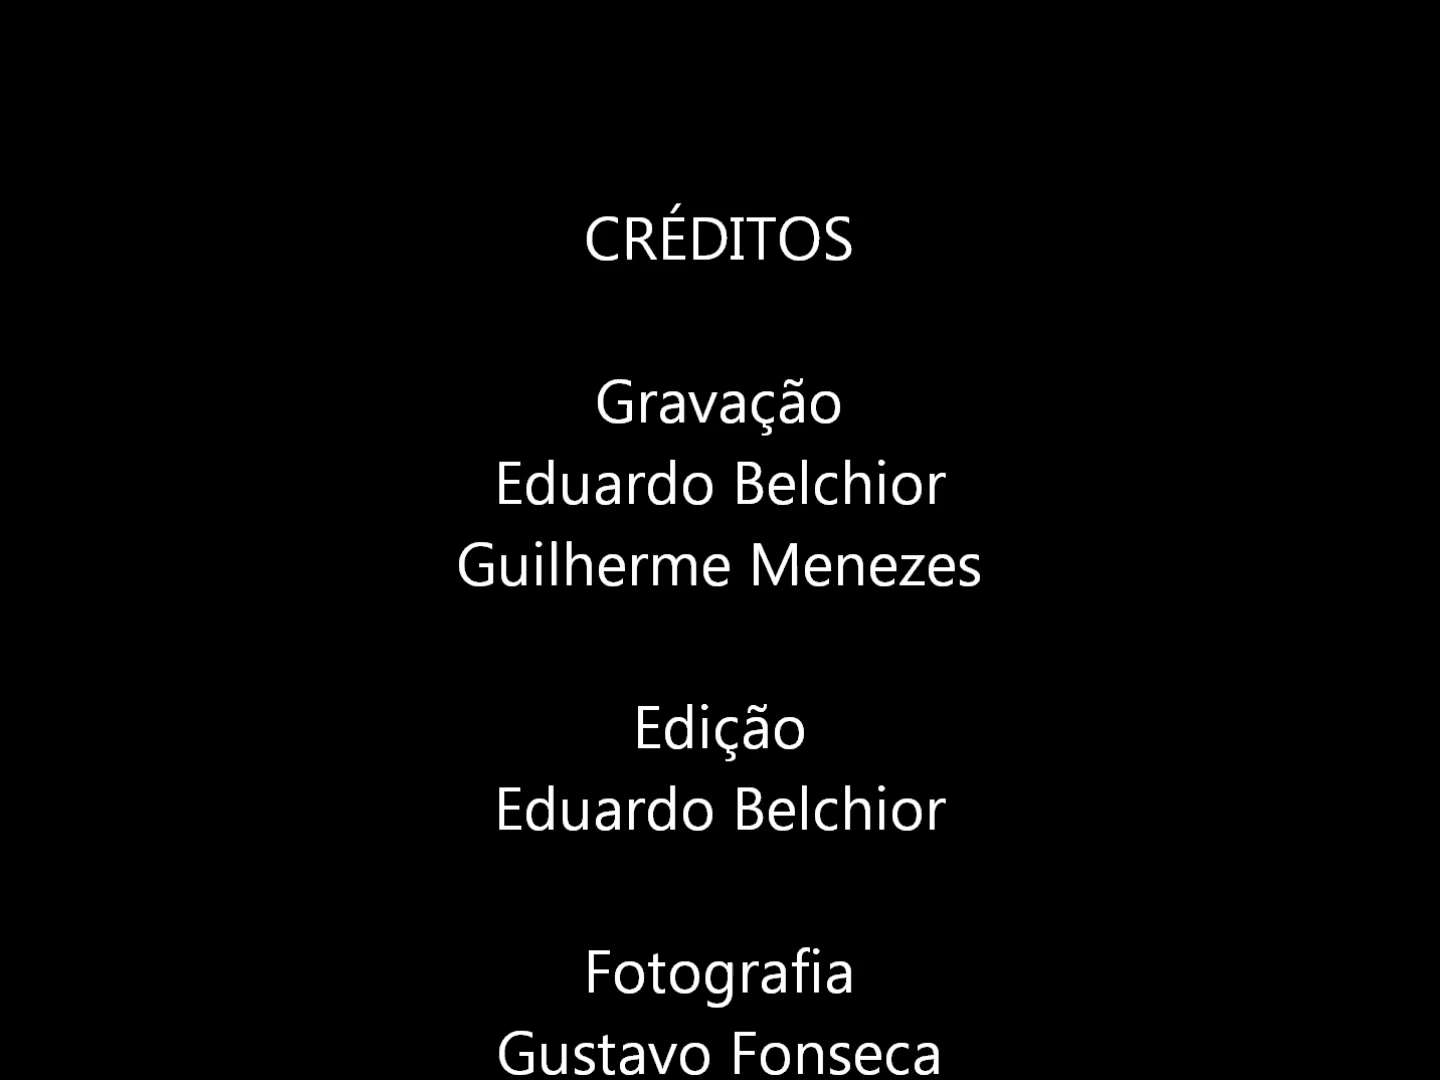 CRÉDITOS
Gravação
Eduardo Belchior
Guilherme Menezes
Edição
Eduardo Belchior
Fotografia
Gustavo Fonseca